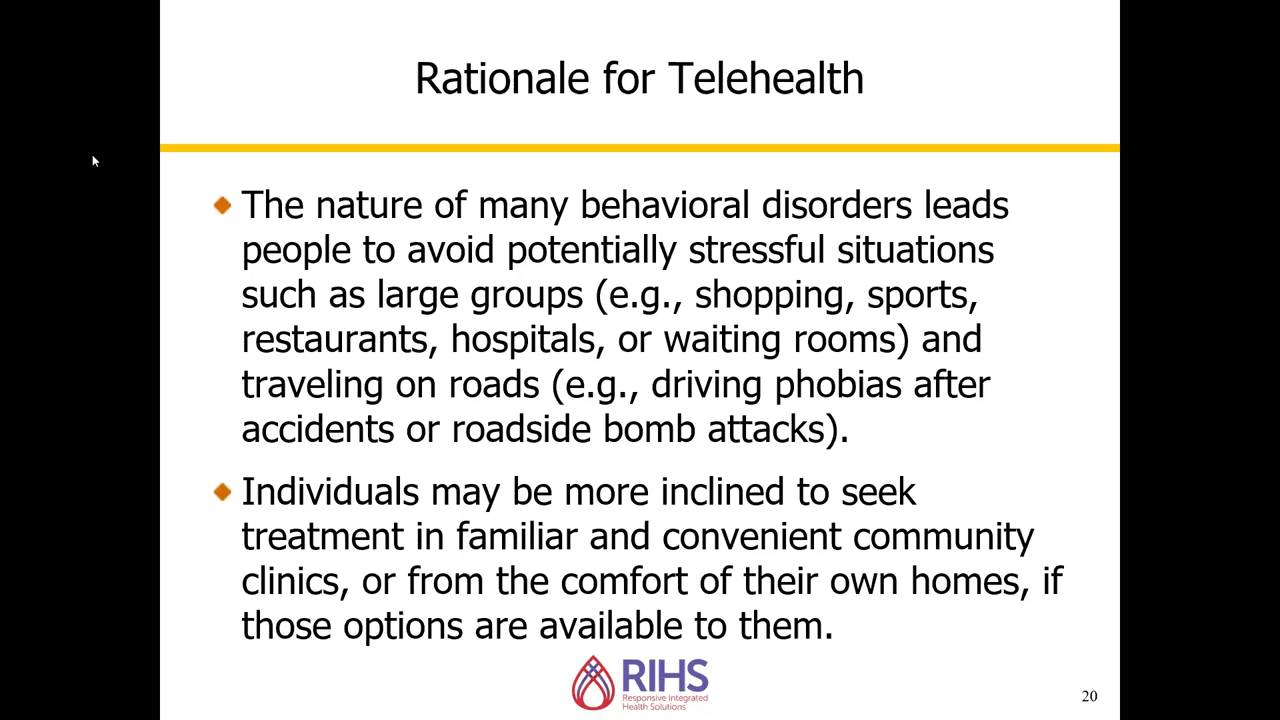 Rationale for Telehealth
The nature of many behavioral disorders leads
people to avoid potentially stressful situations
such as large groups (e.g., shopping, sports,
restaurants, hospitals, or waiting rooms) and
traveling on roads (e.g., driving phobias after
accidents or roadside bomb attacks).
Individuals may be more inclined to seek
treatment in familiar and convenient community
clinics, or from the comfort of their own homes, if
those options are available to them.
RIHS
Responsive Integrated
Health Solutions
20